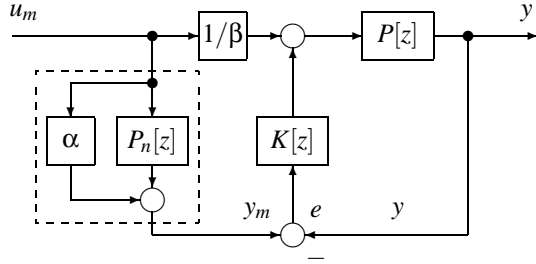 u_m y
1/β P[z]
α P_n[z] K[z]
y_m e y